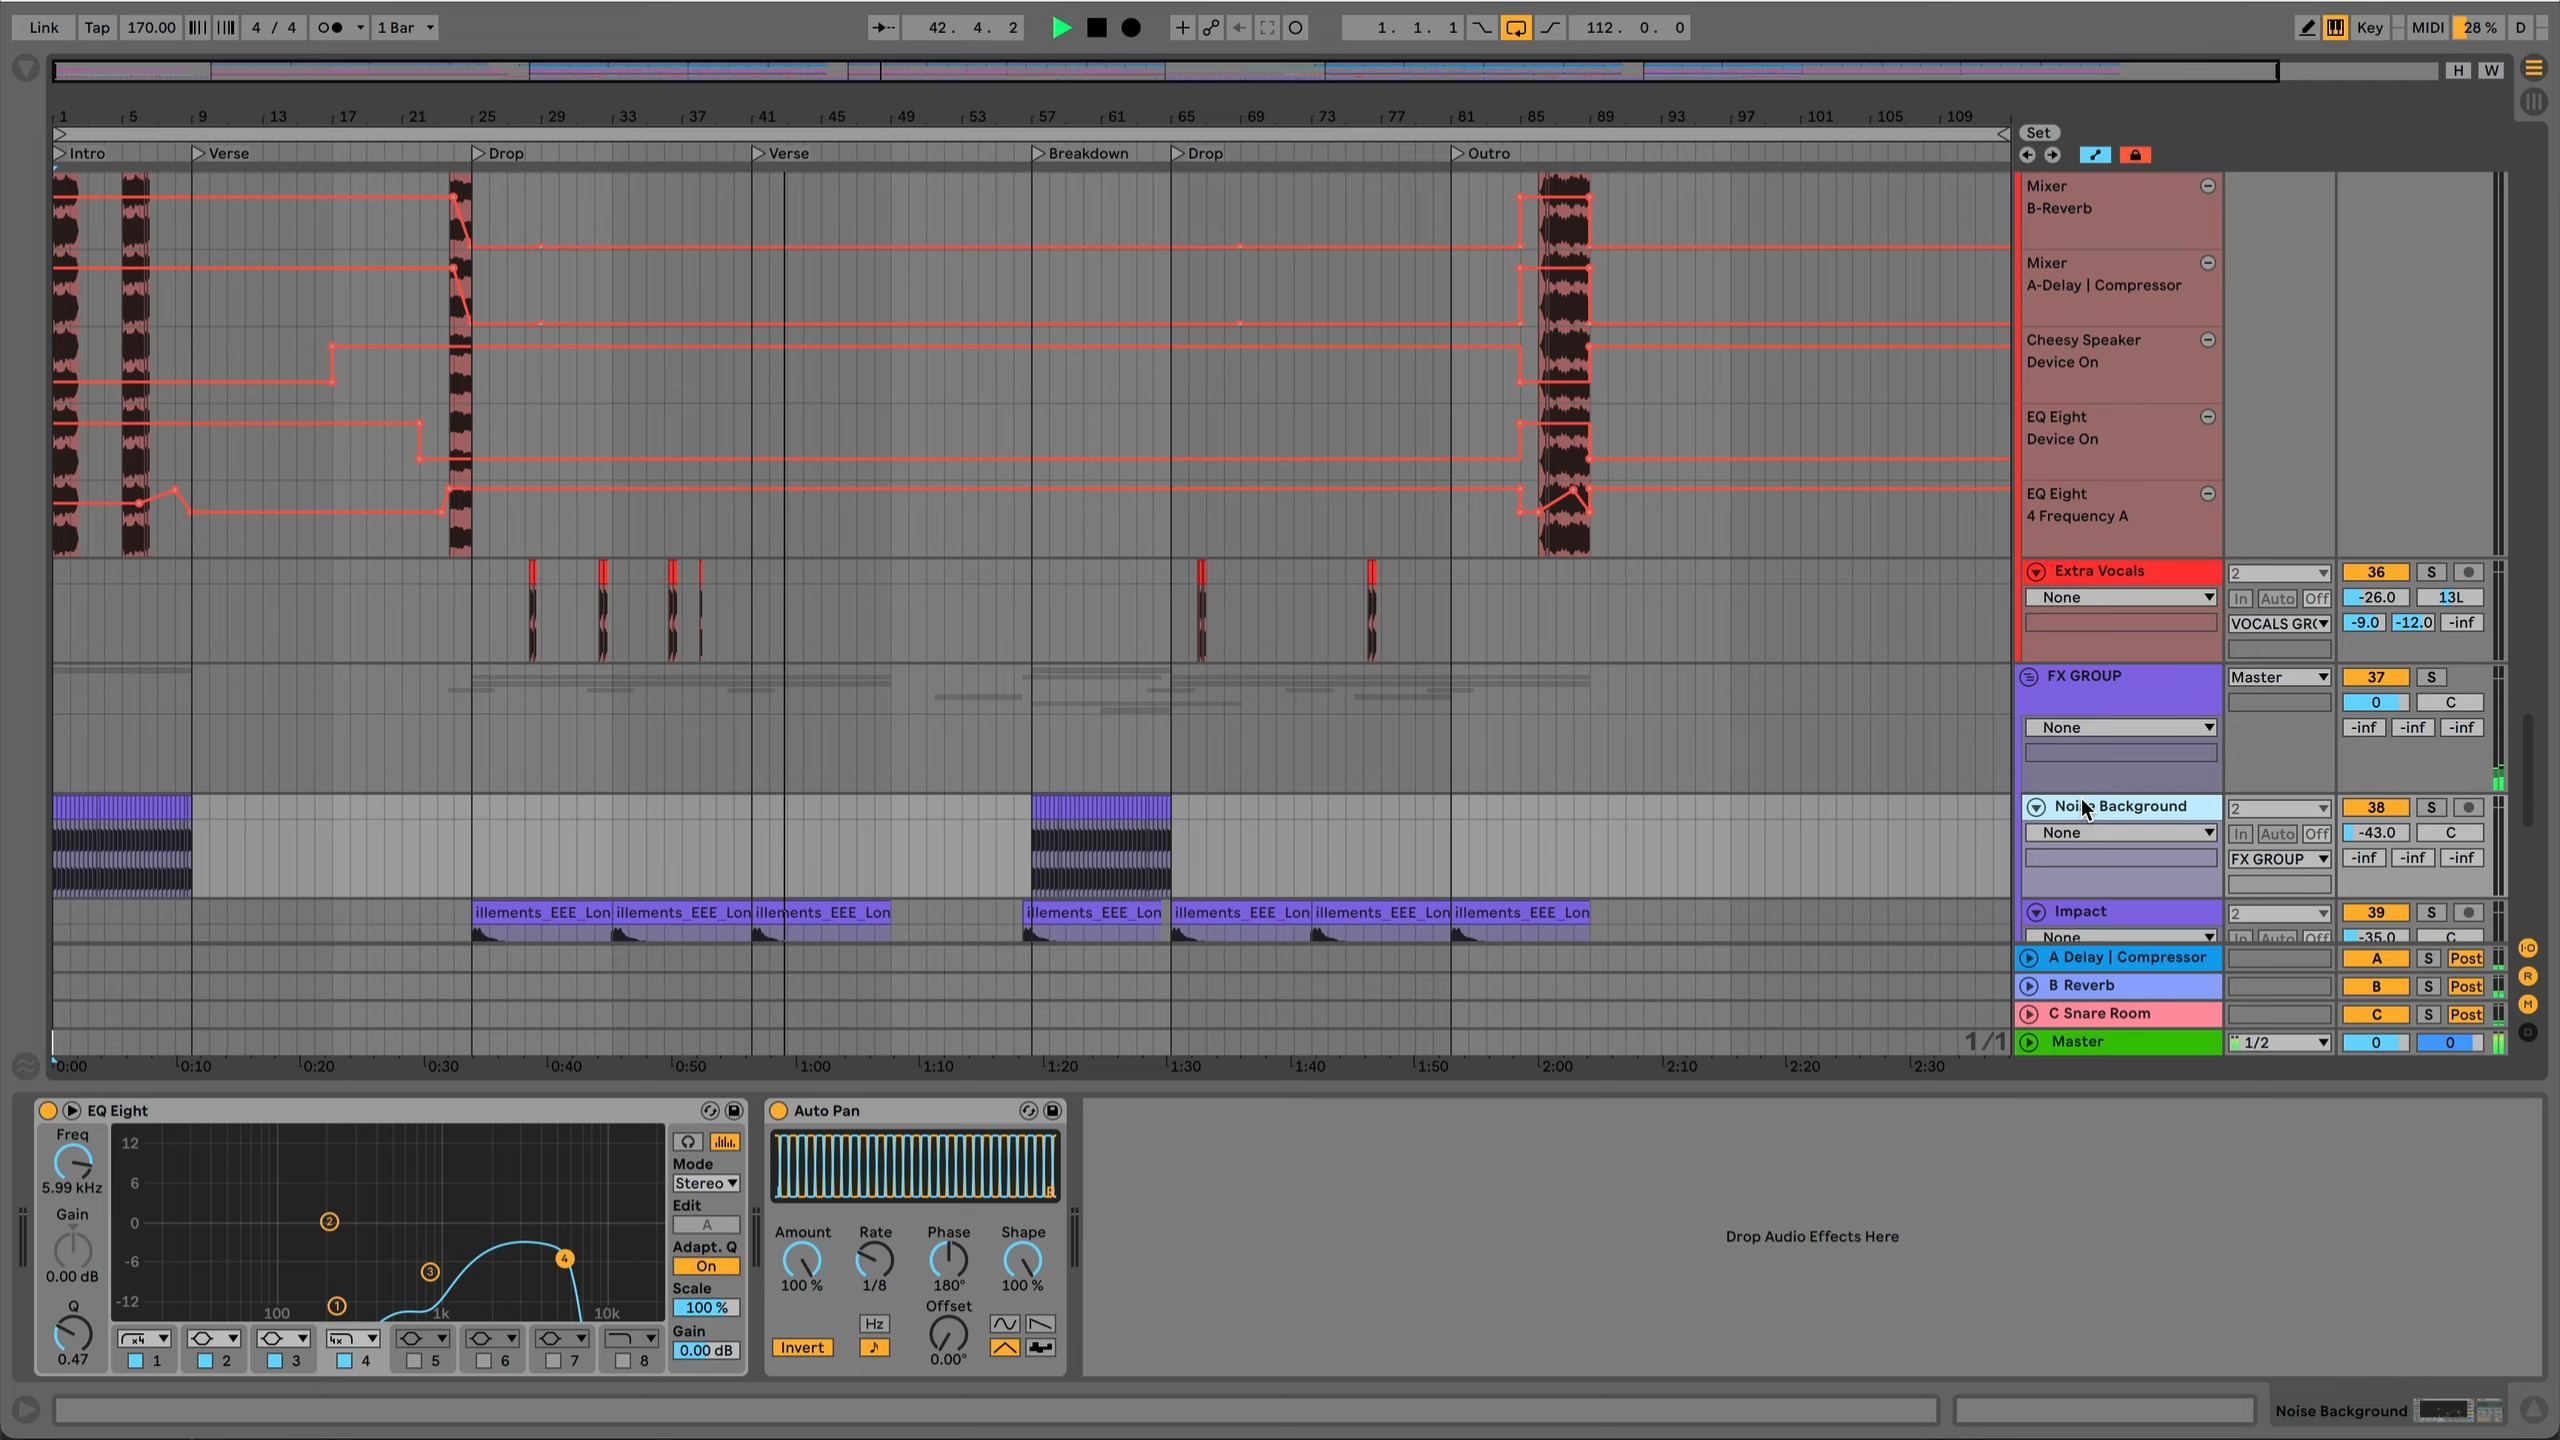 Link Tap 170.00 4 / 4 1 Bar 42. 4. 2 1. 1. 1 112. 0. 0 Key MIDI 28 % D
H W
1 5 9 13 17 21 25 29 33 37 41 45 49 53 57 61 65 69 73 77 81 85 89 93 97 101 105 109
Set
Intro Verse Drop Verse Breakdown Drop Outro
Mixer
B-Reverb
Mixer
A-Delay | Compressor
Cheesy Speaker
Device On
EQ Eight
Device On
EQ Eight
4 Frequency A
Extra Vocals 2 36 S
None In Auto Off -26.0 13L
VOCALS GR -9.0 -12.0 -inf
FX GROUP Master 37 S
0 C
None -inf -inf -inf
Noise Background 2 38 S
None In Auto Off -43.0 C
FX GROUP -inf -inf -inf
illements_EEE_Lon illements_EEE_Lon illements_EEE_Lon illements_EEE_Lon illements_EEE_Lon illements_EEE_Lon illements_EEE_Lon Impact 2 39 S
None In Auto Off -35.0 C
A Delay | Compressor A S Post
B Reverb B S Post
C Snare Room C S Post
1/1 Master 1/2 0 0
I·O
R
M
D
0:00 0:10 0:20 0:30 0:40 0:50 1:00 1:10 1:20 1:30 1:40 1:50 2:00 2:10 2:20 2:30
EQ Eight
Freq
5.99 kHz
Gain
0.00 dB
Q
0.47
12
6
0
-6
-12
100 1k 10k
1 2 3 4
x4 4x
1 2 3 4 5 6 7 8
Mode
Stereo
Edit
A
Adapt. Q
On
Scale
100 %
Gain
0.00 dB
Auto Pan
Amount Rate Phase Shape
100 % 1/8 180° 100 %
Offset
Hz
Invert
0.00°
Drop Audio Effects Here
Noise Background